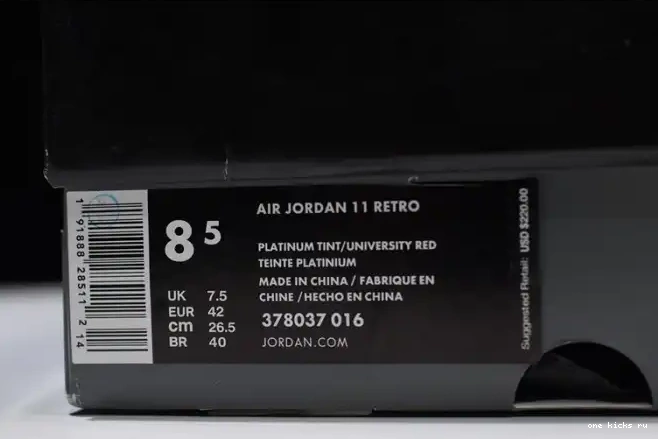 AIR JORDAN 11 RETRO
8 5
PLATINUM TINT/UNIVERSITY RED
TEINTE PLATINIUM
MADE IN CHINA / FABRIQUE EN
CHINE / HECHO EN CHINA
UK 7.5
EUR 42
cm 26.5
BR 40
378037 016
JORDAN.COM
1 91888 28511 2 14
Suggested Retail: USD $220.00
one kicks ru